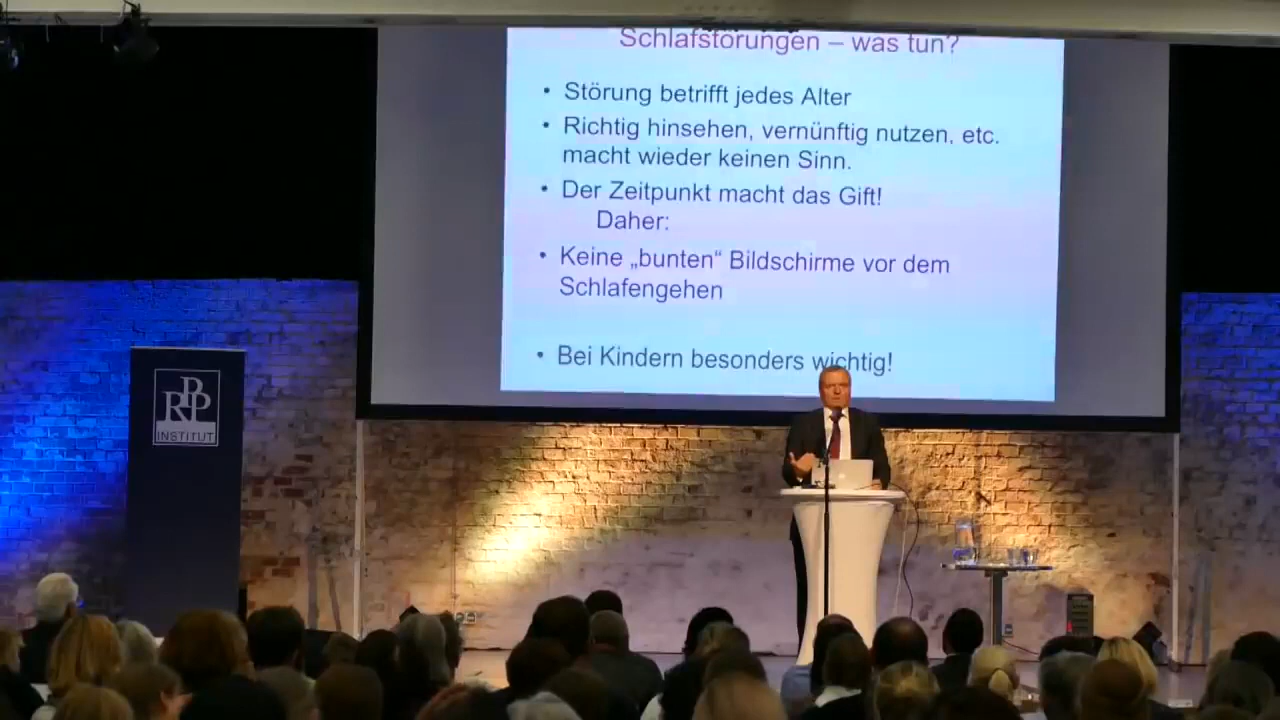 Schlafstörungen – was tun?
• Störung betrifft jedes Alter
• Richtig hinsehen, vernünftig nutzen, etc.
macht wieder keinen Sinn.
• Der Zeitpunkt macht das Gift!
Daher:
• Keine „bunten“ Bildschirme vor dem
Schlafengehen
• Bei Kindern besonders wichtig!
RBP
INSTITUT